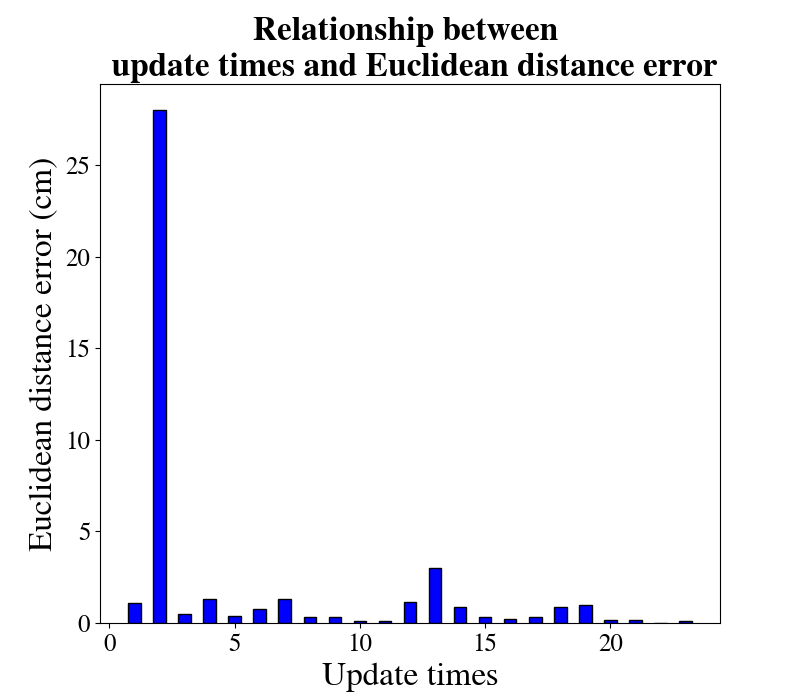 Relationship between
update times and Euclidean distance error
Euclidean distance error (cm)
25
20
15
10
5
0
0 5 10 15 20
Update times